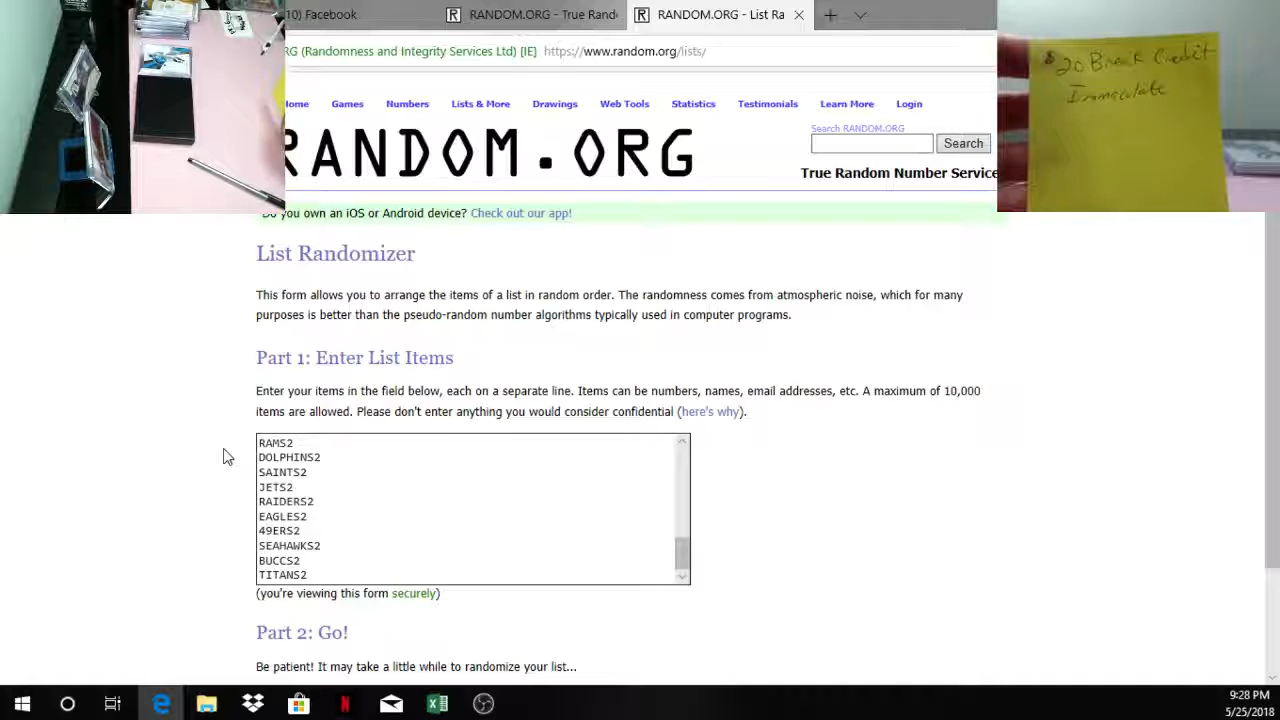 10) Facebook
RANDOM.ORG - True Rand
RANDOM.ORG - List Ra
RG (Randomness and Integrity Services Ltd) [IE] https://www.random.org/lists/
$20 Break Credit
Immaculate
Home Games Numbers Lists & More Drawings Web Tools Statistics Testimonials Learn More Login
RANDOM.ORG
Search RANDOM.ORG
Search
True Random Number Service
Do you own an iOS or Android device? Check out our app!
List Randomizer
This form allows you to arrange the items of a list in random order. The randomness comes from atmospheric noise, which for many
purposes is better than the pseudo-random number algorithms typically used in computer programs.
Part 1: Enter List Items
Enter your items in the field below, each on a separate line. Items can be numbers, names, email addresses, etc. A maximum of 10,000
items are allowed. Please don't enter anything you would consider confidential (here's why).
RAMS2
DOLPHINS2
SAINTS2
JETS2
RAIDERS2
EAGLES2
49ERS2
SEAHAWKS2
BUCCS2
TITANS2
(you're viewing this form securely)
Part 2: Go!
Be patient! It may take a little while to randomize your list...
9:28 PM
5/25/2018